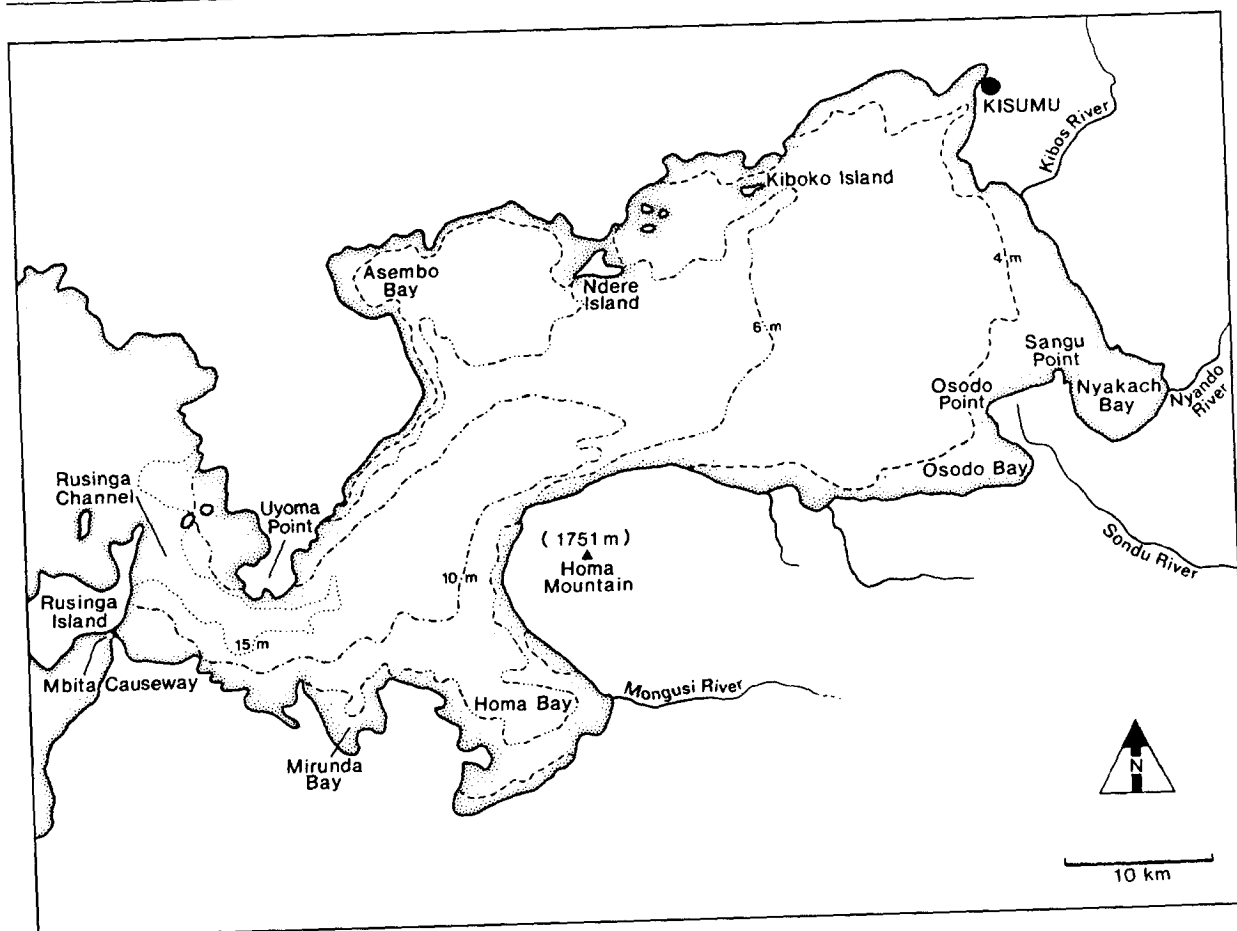 KISUMU
Kibos River
Kiboko Island
4 m
Asembo
Bay
Ndere
Island
6 m
Sangu
Point
Osodo
Point
Nyakach
Bay
Nyando
River
Osodo Bay
Rusinga
Channel
Uyoma
Point
Sondu River
( 1751 m )
Homa
Mountain
10 m
Rusinga
Island
15 m
Mbita Causeway
Mongusi River
Homa Bay
Mirunda
Bay
N
10 km